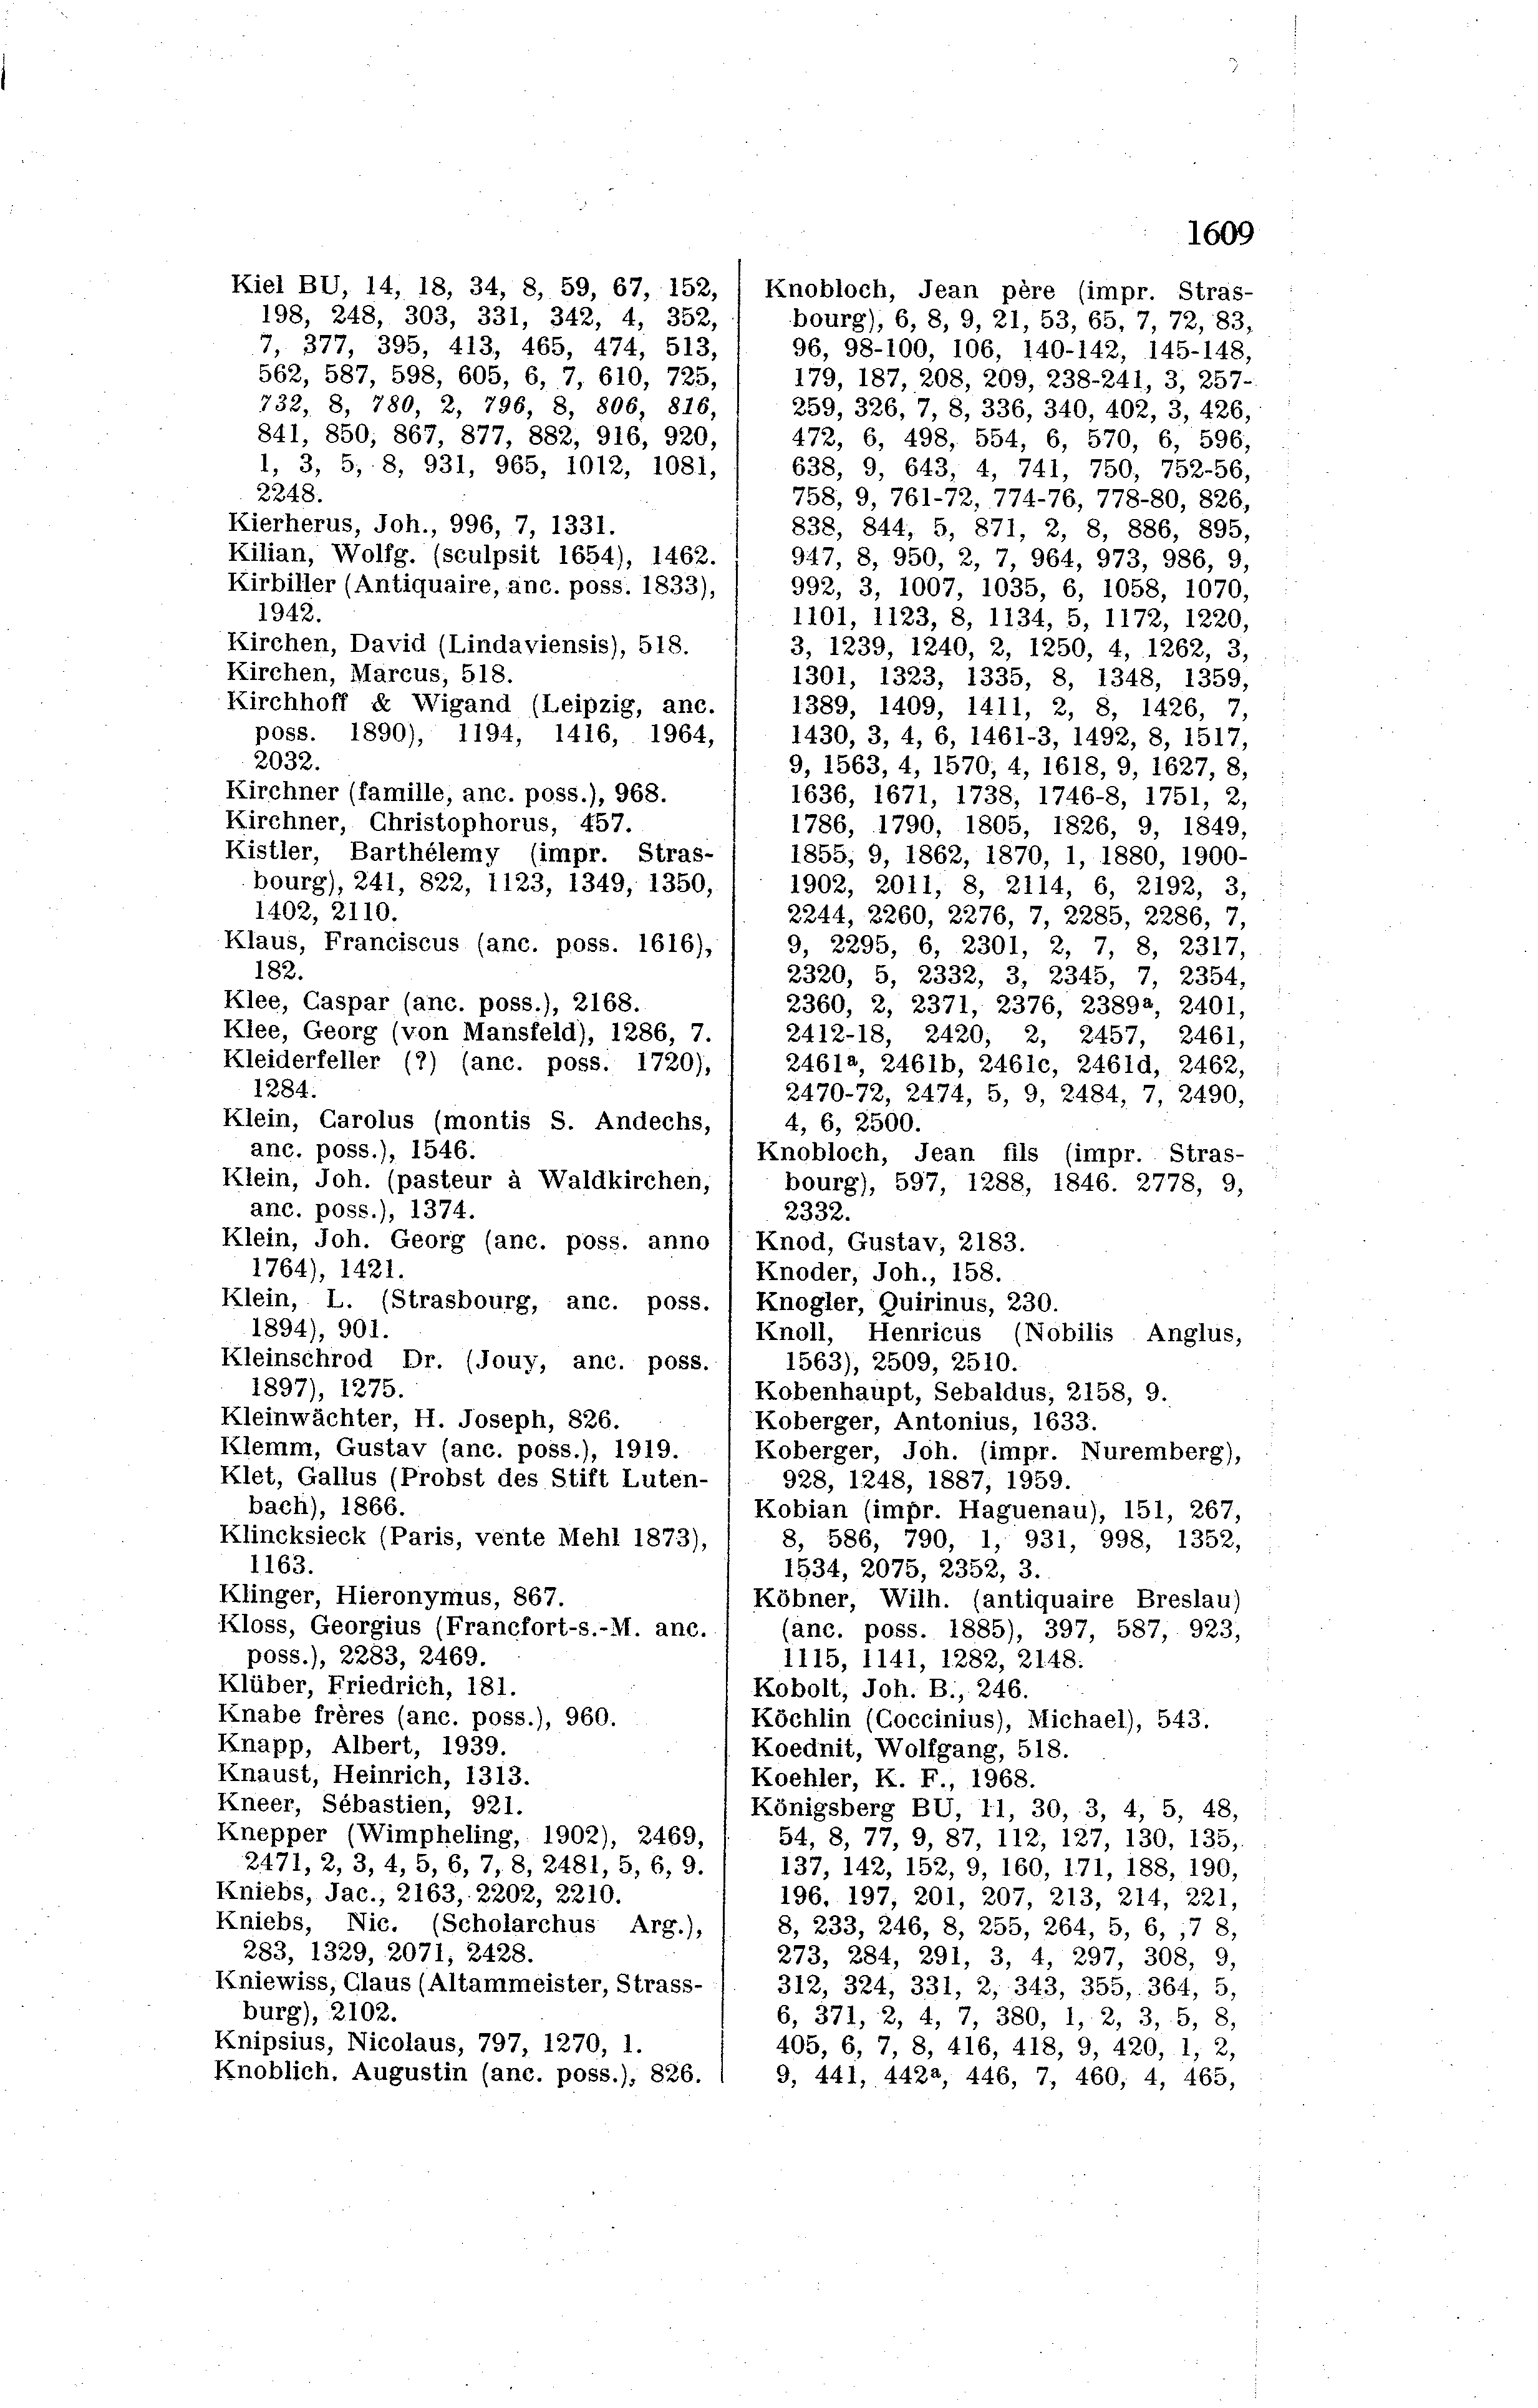 1609
Kiel BU, 14, 18, 34, 8, 59, 67, 152,
198, 248, 303, 331, 342, 4, 352,
7, 377, 395, 413, 465, 474, 513,
562, 587, 598, 605, 6, 7, 610, 725,
732, 8, 780, 2, 796, 8, 806, 816,
841, 850, 867, 877, 882, 916, 920,
1, 3, 5, 8, 931, 965, 1012, 1081,
2248.
Kierherus, Joh., 996, 7, 1331.
Kilian, Wolfg. (sculpsit 1654), 1462.
Kirbiller (Antiquaire, anc. poss. 1833),
1942.
Kirchen, David (Lindaviensis), 518.
Kirchen, Marcus, 518.
Kirchhoff & Wigand (Leipzig, anc.
poss. 1890), 1194, 1416, 1964,
2032.
Kirchner (famille, anc. poss.), 968.
Kirchner, Christophorus, 457.
Kistler, Barthélemy (impr. Stras-
bourg), 241, 822, 1123, 1349, 1350,
1402, 2110.
Klaus, Franciscus (anc. poss. 1616),
182.
Klee, Caspar (anc. poss.), 2168.
Klee, Georg (von Mansfeld), 1286, 7.
Kleiderfeller (?) (anc. poss. 1720),
1284.
Klein, Carolus (montis S. Andechs,
anc. poss.), 1546.
Klein, Joh. (pasteur à Waldkirchen,
anc. poss.), 1374.
Klein, Joh. Georg (anc. poss. anno
1764), 1421.
Klein, L. (Strasbourg, anc. poss.
1894), 901.
Kleinschrod Dr. (Jouy, anc. poss.
1897), 1275.
Kleinwächter, H. Joseph, 826.
Klemm, Gustav (anc. poss.), 1919.
Klet, Gallus (Probst des Stift Luten-
bach), 1866.
Klincksieck (Paris, vente Mehl 1873),
1163.
Klinger, Hieronymus, 867.
Kloss, Georgius (Francfort-s.-M. anc.
poss.), 2283, 2469.
Klüber, Friedrich, 181.
Knabe frères (anc. poss.), 960.
Knapp, Albert, 1939.
Knaust, Heinrich, 1313.
Kneer, Sébastien, 921.
Knepper (Wimpheling, 1902), 2469,
2471, 2, 3, 4, 5, 6, 7, 8, 2481, 5, 6, 9.
Kniebs, Jac., 2163, 2202, 2210.
Kniebs, Nic. (Scholarchus Arg.),
283, 1329, 2071, 2428.
Kniewiss, Claus (Altammeister, Strass-
burg), 2102.
Knipsius, Nicolaus, 797, 1270, 1.
Knoblich. Augustin (anc. poss.), 826.
Knobloch, Jean père (impr. Stras-
bourg), 6, 8, 9, 21, 53, 65, 7, 72, 83,
96, 98-100, 106, 140-142, 145-148,
179, 187, 208, 209, 238-241, 3, 257-
259, 326, 7, 8, 336, 340, 402, 3, 426,
472, 6, 498, 554, 6, 570, 6, 596,
638, 9, 643, 4, 741, 750, 752-56,
758, 9, 761-72, 774-76, 778-80, 826,
838, 844, 5, 871, 2, 8, 886, 895,
947, 8, 950, 2, 7, 964, 973, 986, 9,
992, 3, 1007, 1035, 6, 1058, 1070,
1101, 1123, 8, 1134, 5, 1172, 1220,
3, 1239, 1240, 2, 1250, 4, 1262, 3,
1301, 1323, 1335, 8, 1348, 1359,
1389, 1409, 1411, 2, 8, 1426, 7,
1430, 3, 4, 6, 1461-3, 1492, 8, 1517,
9, 1563, 4, 1570, 4, 1618, 9, 1627, 8,
1636, 1671, 1738, 1746-8, 1751, 2,
1786, 1790, 1805, 1826, 9, 1849,
1855, 9, 1862, 1870, 1, 1880, 1900-
1902, 2011, 8, 2114, 6, 2192, 3,
2244, 2260, 2276, 7, 2285, 2286, 7,
9, 2295, 6, 2301, 2, 7, 8, 2317,
2320, 5, 2332, 3, 2345, 7, 2354,
2360, 2, 2371, 2376, 2389ª, 2401,
2412-18, 2420, 2, 2457, 2461,
2461ª, 2461b, 2461c, 2461d, 2462,
2470-72, 2474, 5, 9, 2484, 7, 2490,
4, 6, 2500.
Knobloch, Jean fils (impr. Stras-
bourg), 597, 1288, 1846. 2778, 9,
2332.
Knod, Gustav, 2183.
Knoder, Joh., 158.
Knogler, Quirinus, 230.
Knoll, Henricus (Nobilis Anglus,
1563), 2509, 2510.
Kobenhaupt, Sebaldus, 2158, 9.
Koberger, Antonius, 1633.
Koberger, Joh. (impr. Nuremberg),
928, 1248, 1887, 1959.
Kobian (impr. Haguenau), 151, 267,
8, 586, 790, 1, 931, 998, 1352,
1534, 2075, 2352, 3.
Köbner, Wilh. (antiquaire Breslau)
(anc. poss. 1885), 397, 587, 923,
1115, 1141, 1282, 2148.
Kobolt, Joh. B., 246.
Köchlin (Coccinius), Michael), 543.
Koednit, Wolfgang, 518.
Koehler, K. F., 1968.
Königsberg BU, 11, 30, 3, 4, 5, 48,
54, 8, 77, 9, 87, 112, 127, 130, 135,
137, 142, 152, 9, 160, 171, 188, 190,
196, 197, 201, 207, 213, 214, 221,
8, 233, 246, 8, 255, 264, 5, 6, ,7 8,
273, 284, 291, 3, 4, 297, 308, 9,
312, 324, 331, 2, 343, 355, 364, 5,
6, 371, 2, 4, 7, 380, 1, 2, 3, 5, 8,
405, 6, 7, 8, 416, 418, 9, 420, 1, 2,
9, 441, 442ª, 446, 7, 460, 4, 465,